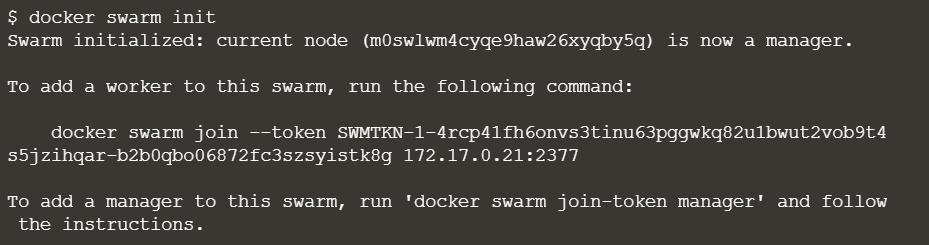 $ docker swarm init
Swarm initialized: current node (m0swlwm4cyqe9haw26xyqby5q) is now a manager.
To add a worker to this swarm, run the following command:
docker swarm join --token SWMTKN-1-4rcp41fh6onvs3tinu63pggwkq82u1bwut2vob9t4
s5jzihqar-b2b0qbo06872fc3szsyistk8g 172.17.0.21:2377
To add a manager to this swarm, run 'docker swarm join-token manager' and follow
the instructions.